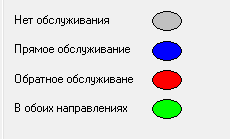 Нет обслуживания
Прямое обслуживание
Обратное обслуживане
В обоих направлениях